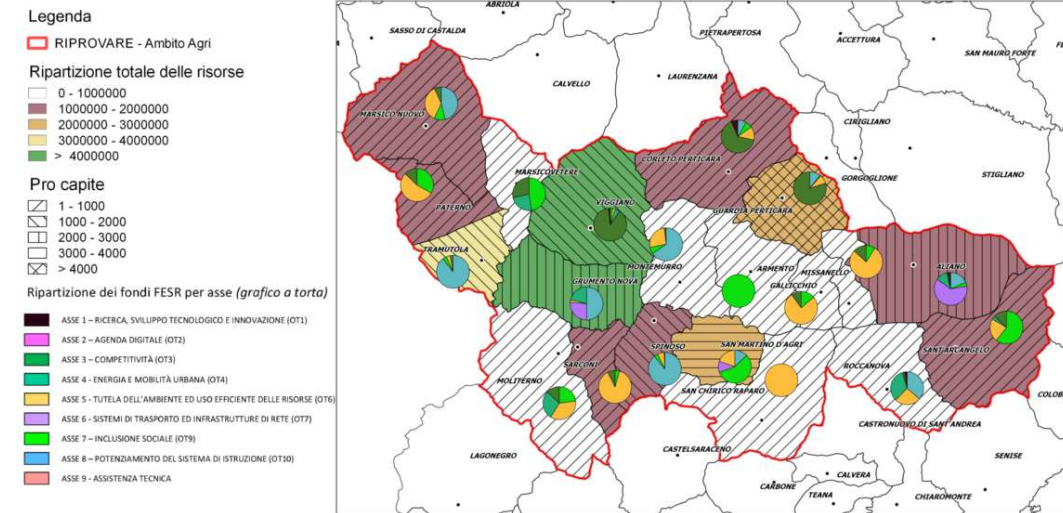 Legenda
RIPROVARE - Ambito Agri
Ripartizione totale delle risorse
0 - 1000000
1000000 - 2000000
2000000 - 3000000
3000000 - 4000000
> 4000000
Pro capite
1 - 1000
1000 - 2000
2000 - 3000
3000 - 4000
> 4000
Ripartizione dei fondi FESR per asse (grafico a torta)
ASSE 1 – RICERCA, SVILUPPO TECNOLOGICO E INNOVAZIONE (OT1)
ASSE 2 – AGENDA DIGITALE (OT2)
ASSE 3 – COMPETITIVITÀ (OT3)
ASSE 4 - ENERGIA E MOBILITÀ URBANA (OT4)
ASSE 5 - TUTELA DELL'AMBIENTE ED USO EFFICIENTE DELLE RISORSE (OT6)
ASSE 6 - SISTEMI DI TRASPORTO ED INFRASTRUTTURE DI RETE (OT7)
ASSE 7 – INCLUSIONE SOCIALE (OT9)
ASSE 8 – POTENZIAMENTO DEL SISTEMA DI ISTRUZIONE (OT10)
ASSE 9 - ASSISTENZA TECNICA
ABRIOLA
SASSO DI CASTALDA
PIETRAPERTOSA
ACCETTURA
SAN MAURO FORTE
CALVELLO
LAURENZANA
MARSICO NUOVO
CIRIGLIANO
CORLETO PERTICARA
GORGOGLIONE
MARSICOVETERE
STIGLIANO
VIGGIANO
PATERNO
GUARDIA PERTICARA
TRAMUTOLA
MONTEMURRO
ARMENTO
MISSANELLO
ALIANO
GRUMENTO NOVA
GALLICCHIO
SAN MARTINO D'AGRI
SPINOSO
SANT'ARCANGELO
SARCONI
ROCCANOVA
MOLITERNO
SAN CHIRICO RAPARO
COLOB
CASTRONUOVO DI SANT'ANDREA
LAGONEGRO
CASTELSARACENO
SENISE
CALVERA
CARBONE
TEANA
CHIAROMONTE